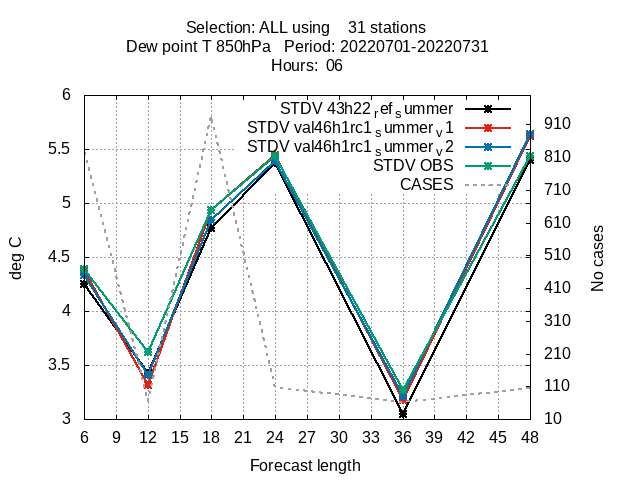 Selection: ALL using 31 stations
Dew point T 850hPa Period: 20220701-20220731
Hours: 06
STDV 43h22refsummer
STDV val46h1rc1summerv1
STDV val46h1rc1summerv2
STDV OBS
CASES
6
5.5
5
4.5
4
3.5
3
deg C
910
810
710
610
510
410
310
210
110
10
No cases
6 9 12 15 18 21 24 27 30 33 36 39 42 45 48
Forecast length